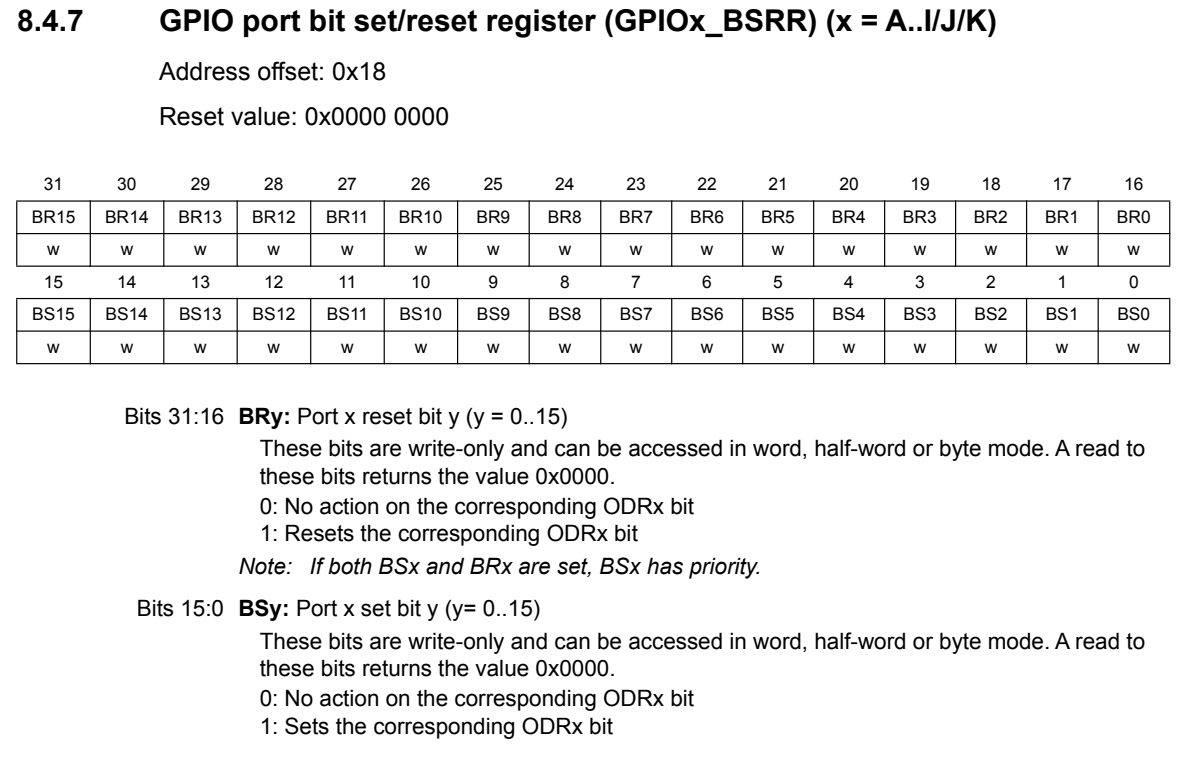 8.4.7 GPIO port bit set/reset register (GPIOx_BSRR) (x = A..I/J/K)
Address offset: 0x18
Reset value: 0x0000 0000
31 30 29 28 27 26 25 24 23 22 21 20 19 18 17 16
BR15 BR14 BR13 BR12 BR11 BR10 BR9 BR8 BR7 BR6 BR5 BR4 BR3 BR2 BR1 BR0
w w w w w w w w w w w w w w w w
15 14 13 12 11 10 9 8 7 6 5 4 3 2 1 0
BS15 BS14 BS13 BS12 BS11 BS10 BS9 BS8 BS7 BS6 BS5 BS4 BS3 BS2 BS1 BS0
w w w w w w w w w w w w w w w w
Bits 31:16 BRy: Port x reset bit y (y = 0..15)
These bits are write-only and can be accessed in word, half-word or byte mode. A read to
these bits returns the value 0x0000.
0: No action on the corresponding ODRx bit
1: Resets the corresponding ODRx bit
Note: If both BSx and BRx are set, BSx has priority.
Bits 15:0 BSy: Port x set bit y (y= 0..15)
These bits are write-only and can be accessed in word, half-word or byte mode. A read to
these bits returns the value 0x0000.
0: No action on the corresponding ODRx bit
1: Sets the corresponding ODRx bit